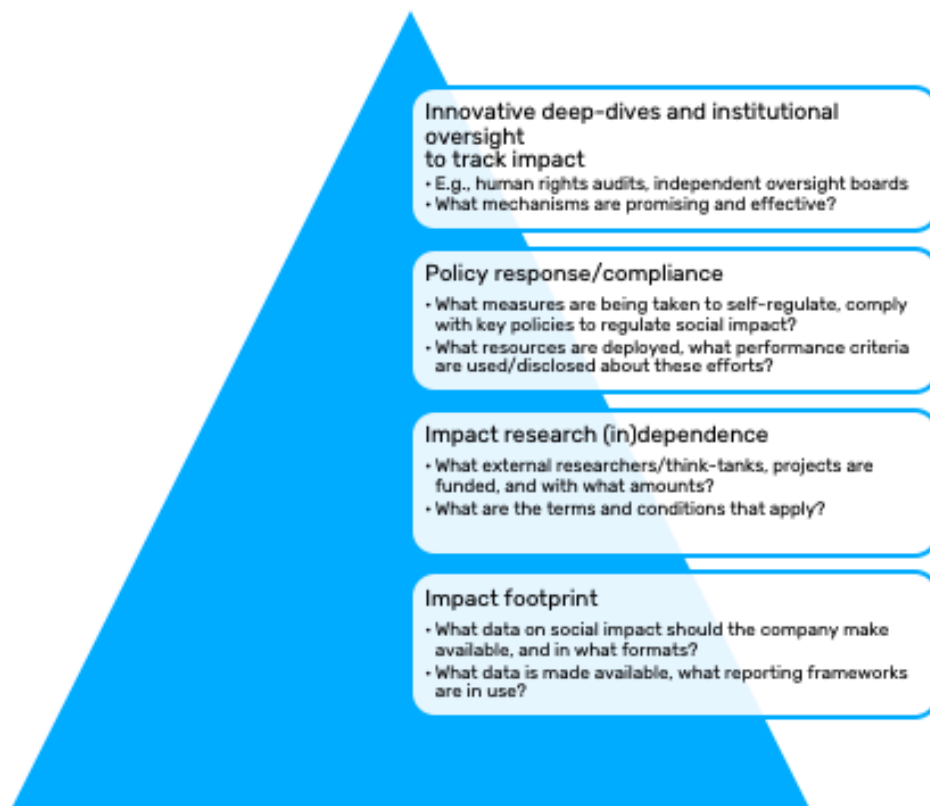 Innovative deep-dives and institutional
oversight
to track impact
• E.g., human rights audits, independent oversight boards
• What mechanisms are promising and effective?
Policy response/compliance
• What measures are being taken to self-regulate, comply
with key policies to regulate social impact?
• What resources are deployed, what performance criteria
are used/disclosed about these efforts?
Impact research (in)dependence
• What external researchers/think-tanks, projects are
funded, and with what amounts?
• What are the terms and conditions that apply?
Impact footprint
• What data on social impact should the company make
available, and in what formats?
• What data is made available, what reporting frameworks
are in use?